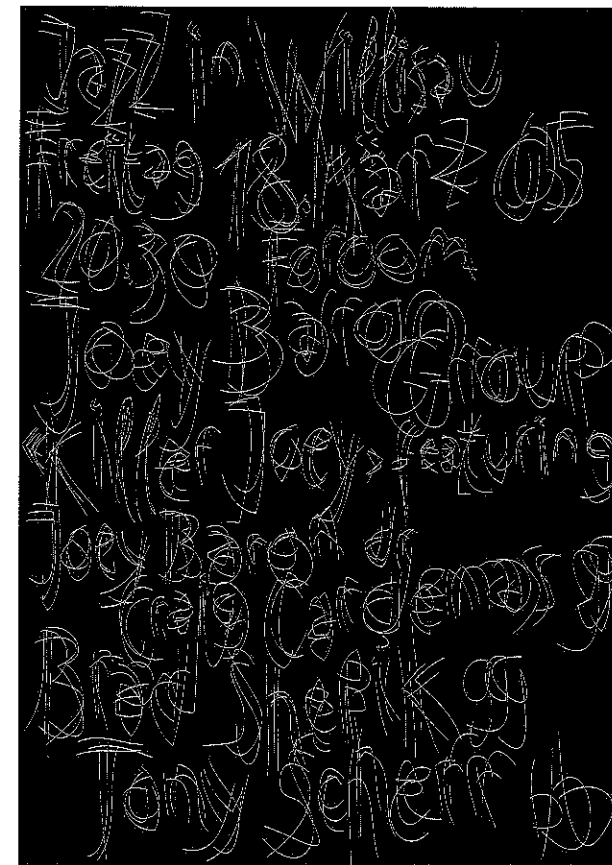 Jazz in Willisau
Freitag 18. März 05
20.30 Foroom
Joey Baron Group
«Killer Joey» featuring
Joey Baron dr
Craig Cardenas g
Brad Shepik g
Tony Scherr b